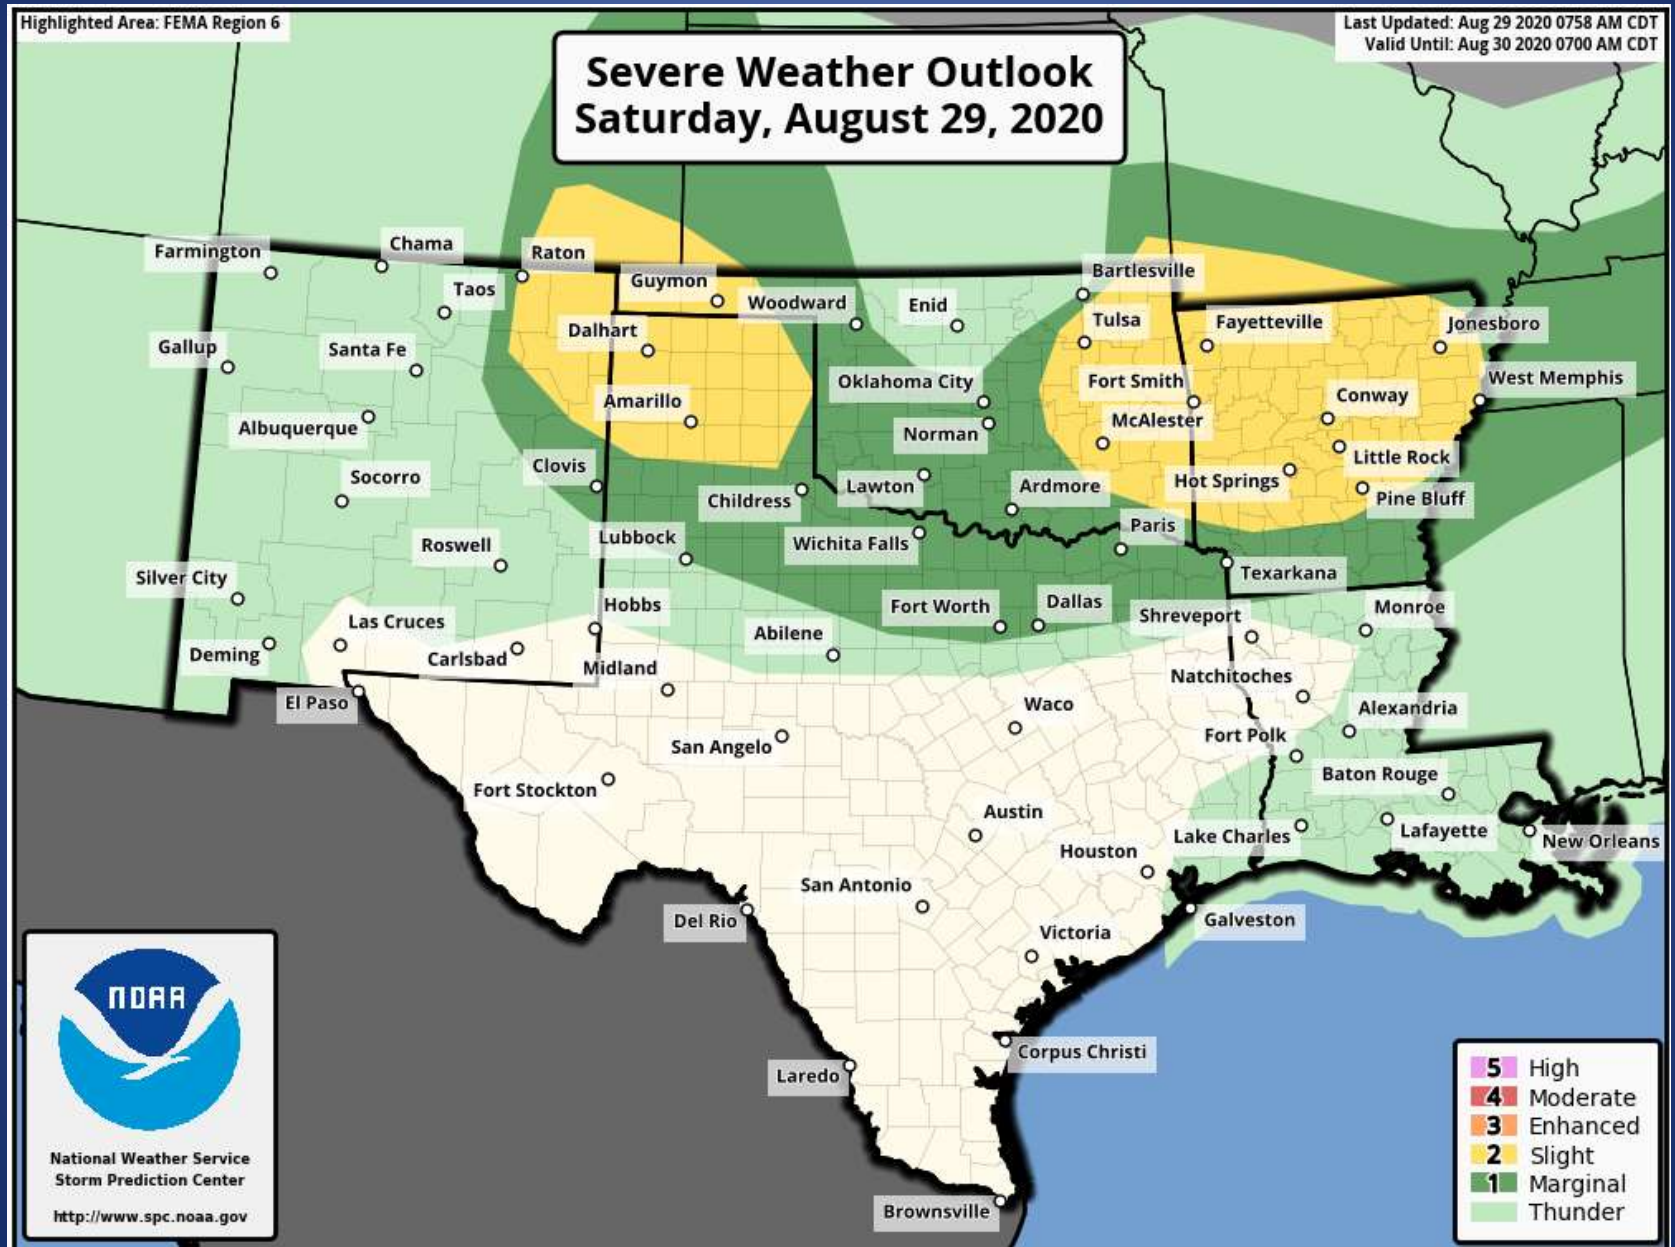 Highlighted Area: FEMA Region 6
Last Updated: Aug 29 2020 0758 AM CDT
Valid Until: Aug 30 2020 0700 AM CDT
Severe Weather Outlook
Saturday, August 29, 2020
Farmington
Chama
Raton
Taos
Guymon
Woodward
Enid
Bartlesville
Tulsa
Fayetteville
Jonesboro
Gallup
Santa Fe
Dalhart
Oklahoma City
Fort Smith
West Memphis
Albuquerque
Amarillo
Norman
McAlester
Conway
Socorro
Clovis
Childress
Lawton
Ardmore
Hot Springs
Little Rock
Pine Bluff
Roswell
Lubbock
Wichita Falls
Paris
Texarkana
Silver City
Las Cruces
Hobbs
Abilene
Fort Worth
Dallas
Shreveport
Monroe
Deming
Carlsbad
Midland
Natchitoches
El Paso
San Angelo
Waco
Alexandria
Fort Polk
Fort Stockton
Baton Rouge
Austin
Lake Charles
Lafayette
New Orleans
Houston
San Antonio
Del Rio
Victoria
Galveston
Corpus Christi
Laredo
Brownsville
NOAA
National Weather Service
Storm Prediction Center
http://www.spc.noaa.gov
5 High
4 Moderate
3 Enhanced
2 Slight
1 Marginal
Thunder